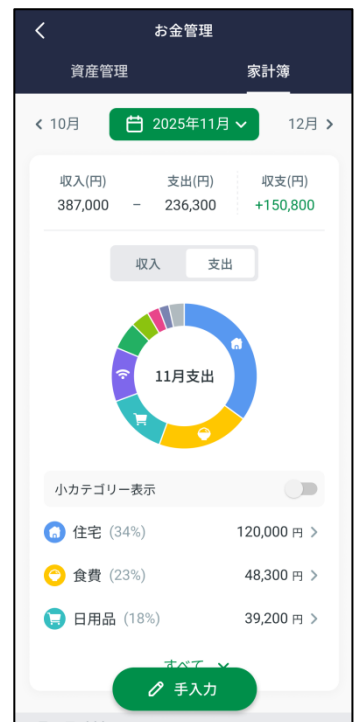 お金管理
資産管理 家計簿
10月 2025年11月 12月
収入(円) 支出(円) 収支(円)
387,000 − 236,300 +150,800
収入 支出
11月支出
小カテゴリー表示
住宅 (34%) 120,000 円
食費 (23%) 48,300 円
日用品 (18%) 39,200 円
すべて
手入力